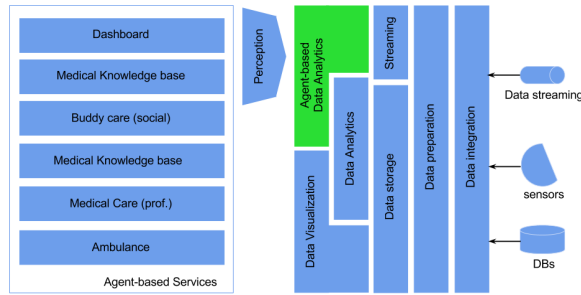 Dashboard
Medical Knowledge base
Buddy care (social)
Medical Knowledge base
Medical Care (prof.)
Ambulance
Agent-based Services
Perception
Agent-based
Data Analytics
Data Visualization
Data Analytics
Streaming
Data storage
Data preparation
Data integration
Data streaming
sensors
DBs